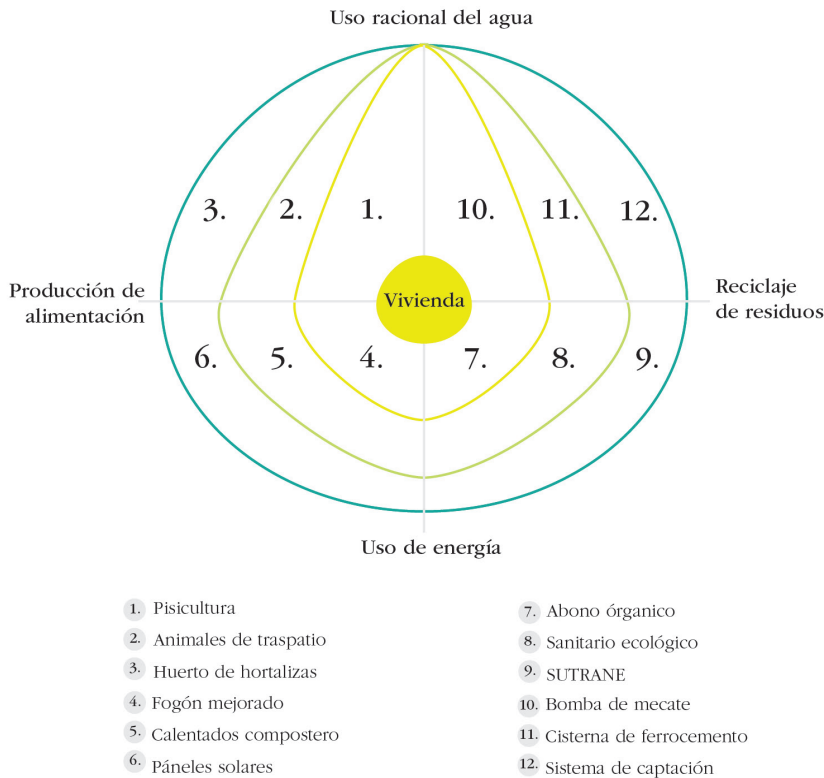 Uso racional del agua
3.
2.
1.
10.
11.
12.
Producción de
alimentación
Vivienda
Reciclaje
de residuos
6.
5.
4.
7.
8.
9.
Uso de energía
1. Pisicultura
2. Animales de traspatio
3. Huerto de hortalizas
4. Fogón mejorado
5. Calentados compostero
6. Páneles solares
7. Abono órganico
8. Sanitario ecológico
9. SUTRANE
10. Bomba de mecate
11. Cisterna de ferrocemento
12. Sistema de captación